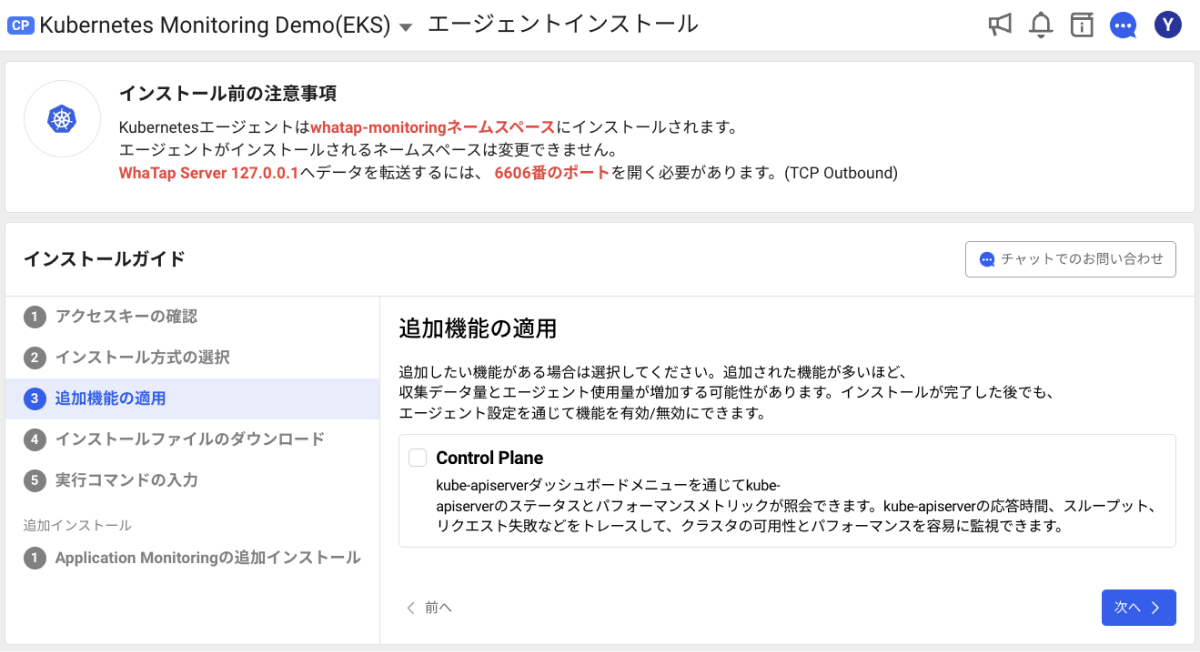 CP Kubernetes Monitoring Demo(EKS) エージェントインストール
Y
インストール前の注意事項
Kubernetesエージェントはwhatap-monitoringネームスペースにインストールされます。
エージェントがインストールされるネームスペースは変更できません。
WhaTap Server 127.0.0.1へデータを転送するには、 6606番のポートを開く必要があります。(TCP Outbound)
インストールガイド
チャットでのお問い合わせ
1 アクセスキーの確認
2 インストール方式の選択
3 追加機能の適用
4 インストールファイルのダウンロード
5 実行コマンドの入力
追加インストール
1 Application Monitoringの追加インストール
追加機能の適用
追加したい機能がある場合は選択してください。追加された機能が多いほど、
収集データ量とエージェント使用量が増加する可能性があります。インストールが完了した後でも、
エージェント設定を通じて機能を有効/無効にできます。
Control Plane
kube-apiserverダッシュボードメニューを通じてkube-
apiserverのステータスとパフォーマンスメトリックが照会できます。kube-apiserverの応答時間、スループット、
リクエスト失敗などをトレースして、クラスタの可用性とパフォーマンスを容易に監視できます。
前へ
次へ